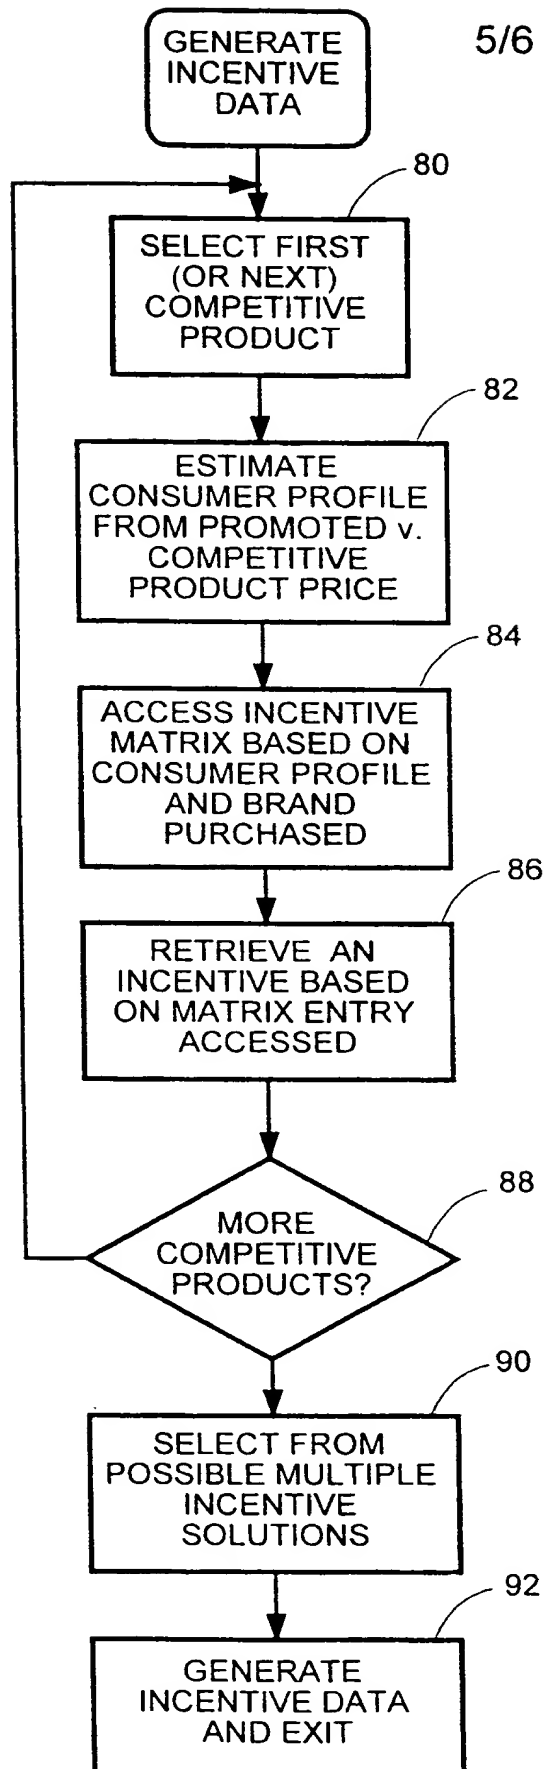 GENERATE
INCENTIVE
DATA
5/6
80
SELECT FIRST
(OR NEXT)
COMPETITIVE
PRODUCT
82
ESTIMATE
CONSUMER PROFILE
FROM PROMOTED v.
COMPETITIVE
PRODUCT PRICE
84
ACCESS INCENTIVE
MATRIX BASED ON
CONSUMER PROFILE
AND BRAND
PURCHASED
86
RETRIEVE AN
INCENTIVE BASED
ON MATRIX ENTRY
ACCESSED
88
MORE
COMPETITIVE
PRODUCTS?
90
SELECT FROM
POSSIBLE MULTIPLE
INCENTIVE
SOLUTIONS
92
GENERATE
INCENTIVE DATA
AND EXIT